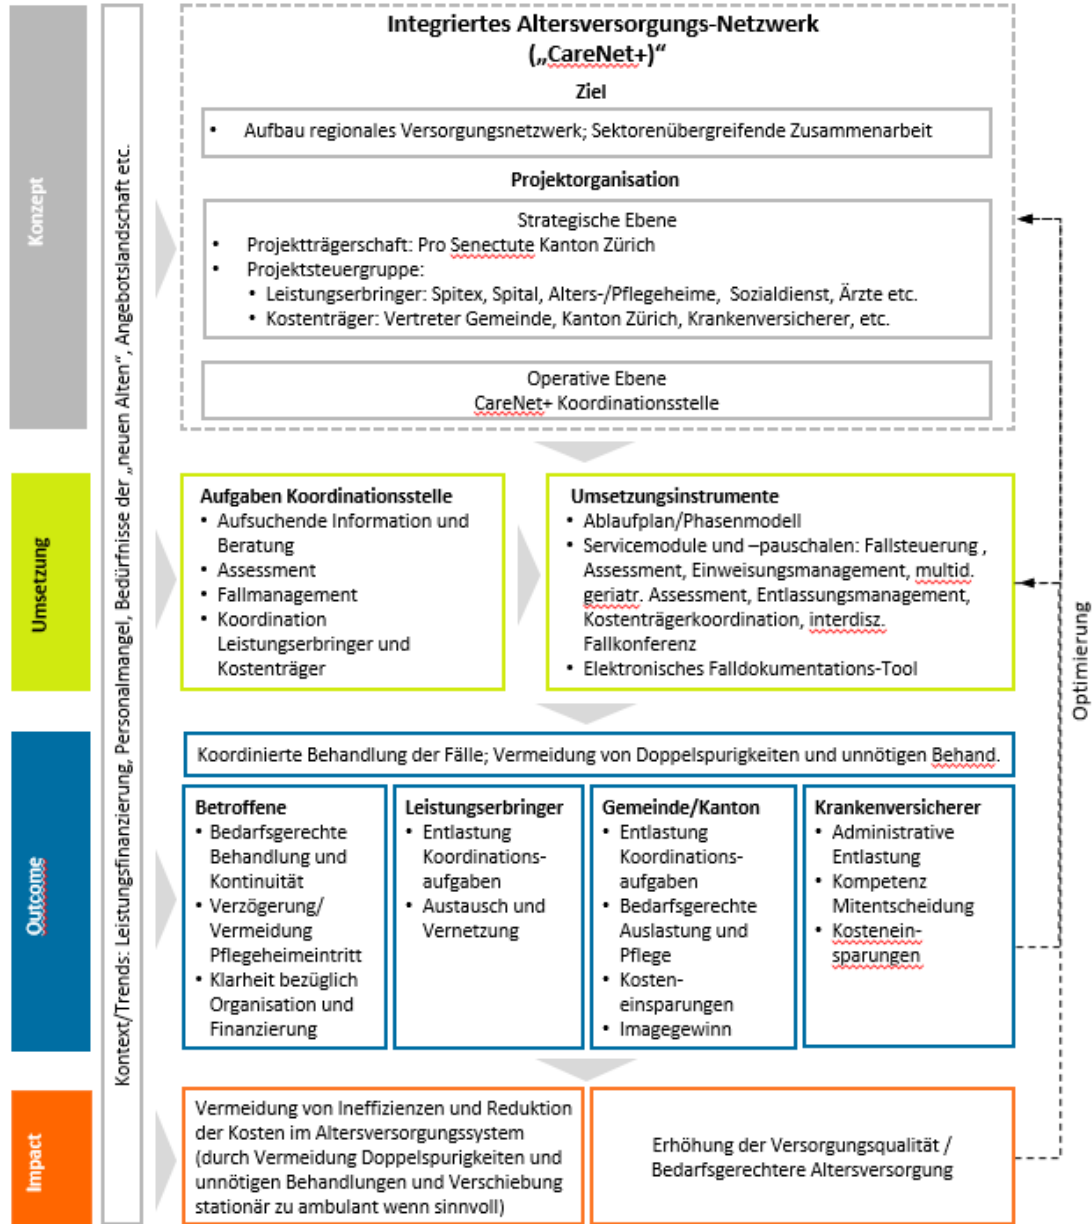 Integriertes Altersversorgungs-Netzwerk
(„CareNet+)“
Ziel
• Aufbau regionales Versorgungsnetzwerk; Sektorenübergreifende Zusammenarbeit
Projektorganisation
Strategische Ebene
• Projektträgerschaft: Pro Senectute Kanton Zürich
• Projektsteuergruppe:
• Leistungserbringer: Spitex, Spital, Alters-/Pflegeheime, Sozialdienst, Ärzte etc.
• Kostenträger: Vertreter Gemeinde, Kanton Zürich, Krankenversicherer, etc.
Operative Ebene
CareNet+ Koordinationsstelle
Konzept
Kontext/Trends: Leistungsfinanzierung, Personalmangel, Bedürfnisse der „neuen Alten“, Angebotslandschaft etc.
Umsetzung
Aufgaben Koordinationsstelle
• Aufsuchende Information und
Beratung
• Assessment
• Fallmanagement
• Koordination
Leistungserbringer und
Kostenträger
Umsetzungsinstrumente
• Ablaufplan/Phasenmodell
• Servicemodule und –pauschalen: Fallsteuerung ,
Assessment, Einweisungsmanagement, multid.
geriatr. Assessment, Entlassungsmanagement,
Kostenträgerkoordination, interdisz.
Fallkonferenz
• Elektronisches Falldokumentations-Tool
Optimierung
Outcome
Koordinierte Behandlung der Fälle; Vermeidung von Doppelspurigkeiten und unnötigen Behand.
Betroffene
• Bedarfsgerechte
Behandlung und
Kontinuität
• Verzögerung/
Vermeidung
Pflegeheimeintritt
• Klarheit bezüglich
Organisation und
Finanzierung
Leistungserbringer
• Entlastung
Koordinations-
aufgaben
• Austausch und
Vernetzung
Gemeinde/Kanton
• Entlastung
Koordinations-
aufgaben
• Bedarfsgerechte
Auslastung und
Pflege
• Kosten-
einsparungen
• Imagegewinn
Krankenversicherer
• Administrative
Entlastung
• Kompetenz
Mitentscheidung
• Kostenein-
sparungen
Impact
Vermeidung von Ineffizienzen und Reduktion
der Kosten im Altersversorgungssystem
(durch Vermeidung Doppelspurigkeiten und
unnötigen Behandlungen und Verschiebung
stationär zu ambulant wenn sinnvoll)
Erhöhung der Versorgungsqualität /
Bedarfsgerechtere Altersversorgung